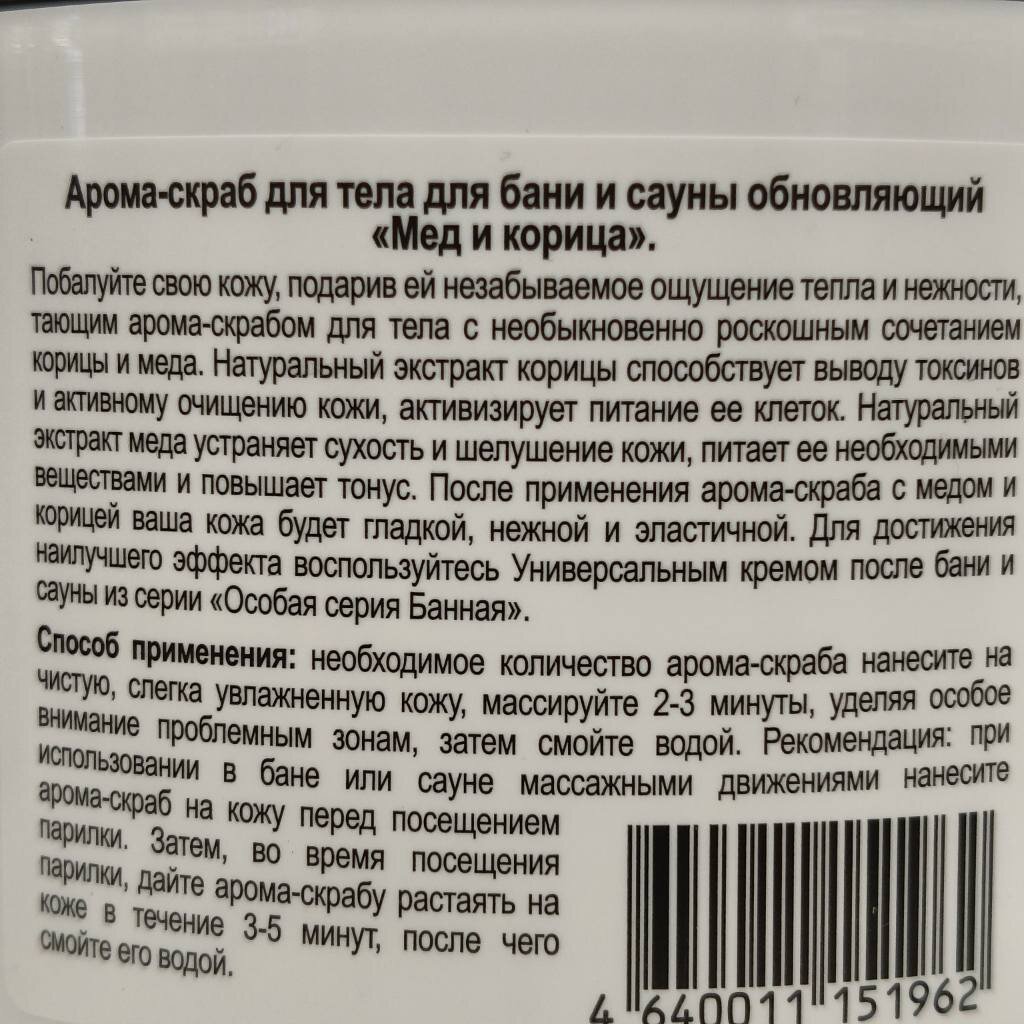 Арома-скраб для тела для бани и сауны обновляющий
«Мед и корица».
Побалуйте свою кожу, подарив ей незабываемое ощущение тепла и нежности,
тающим арома-скрабом для тела с необыкновенно роскошным сочетанием
корицы и меда. Натуральный экстракт корицы способствует выводу токсинов
и активному очищению кожи, активизирует питание ее клеток. Натуральный
экстракт меда устраняет сухость и шелушение кожи, питает ее необходимыми
веществами и повышает тонус. После применения арома-скраба с медом и
корицей ваша кожа будет гладкой, нежной и эластичной. Для достижения
наилучшего эффекта воспользуйтесь Универсальным кремом после бани и
сауны из серии «Особая серия Банная».
Способ применения: необходимое количество арома-скраба нанесите на
чистую, слегка увлажненную кожу, массируйте 2-3 минуты, уделяя особое
внимание проблемным зонам, затем смойте водой. Рекомендация: при
использовании в бане или сауне массажными движениями нанесите
арома-скраб на кожу перед посещением
парилки. Затем, во время посещения
парилки, дайте арома-скрабу растаять на
коже в течение 3-5 минут, после чего
смойте его водой.
4 640011 151962